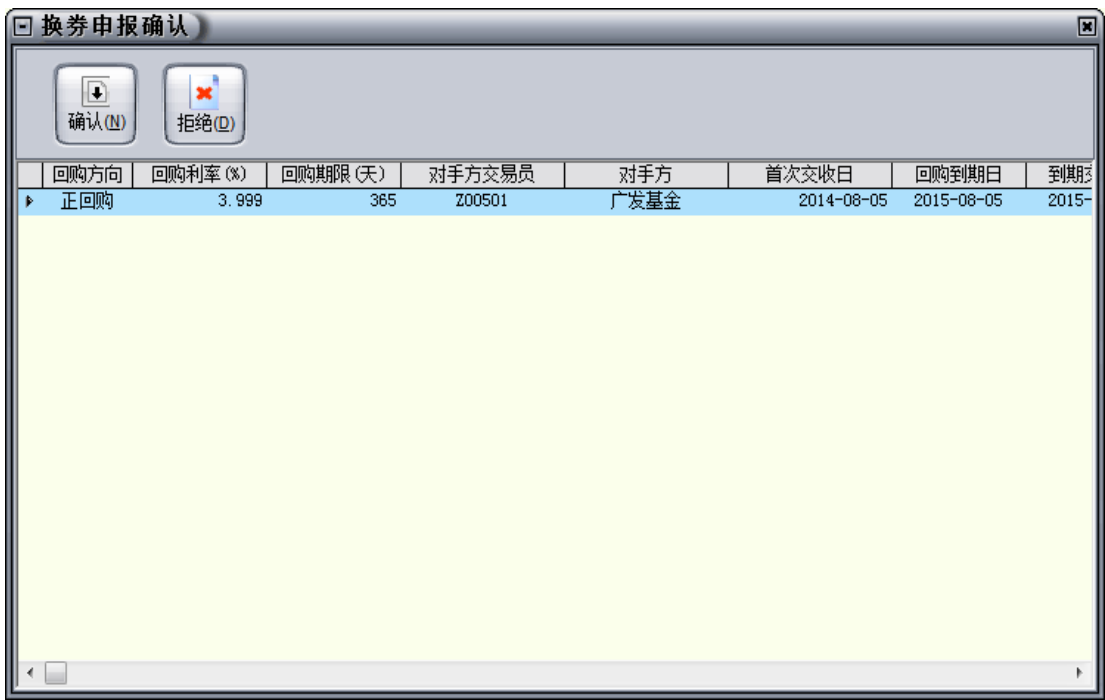 换券申报确认
确认(N) 拒绝(D)
回购方向 回购利率(%) 回购期限(天) 对手方交易员 对手方 首次交收日 回购到期日 到期
正回购 3.999 365 Z00501 广发基金 2014-08-05 2015-08-05 2015-